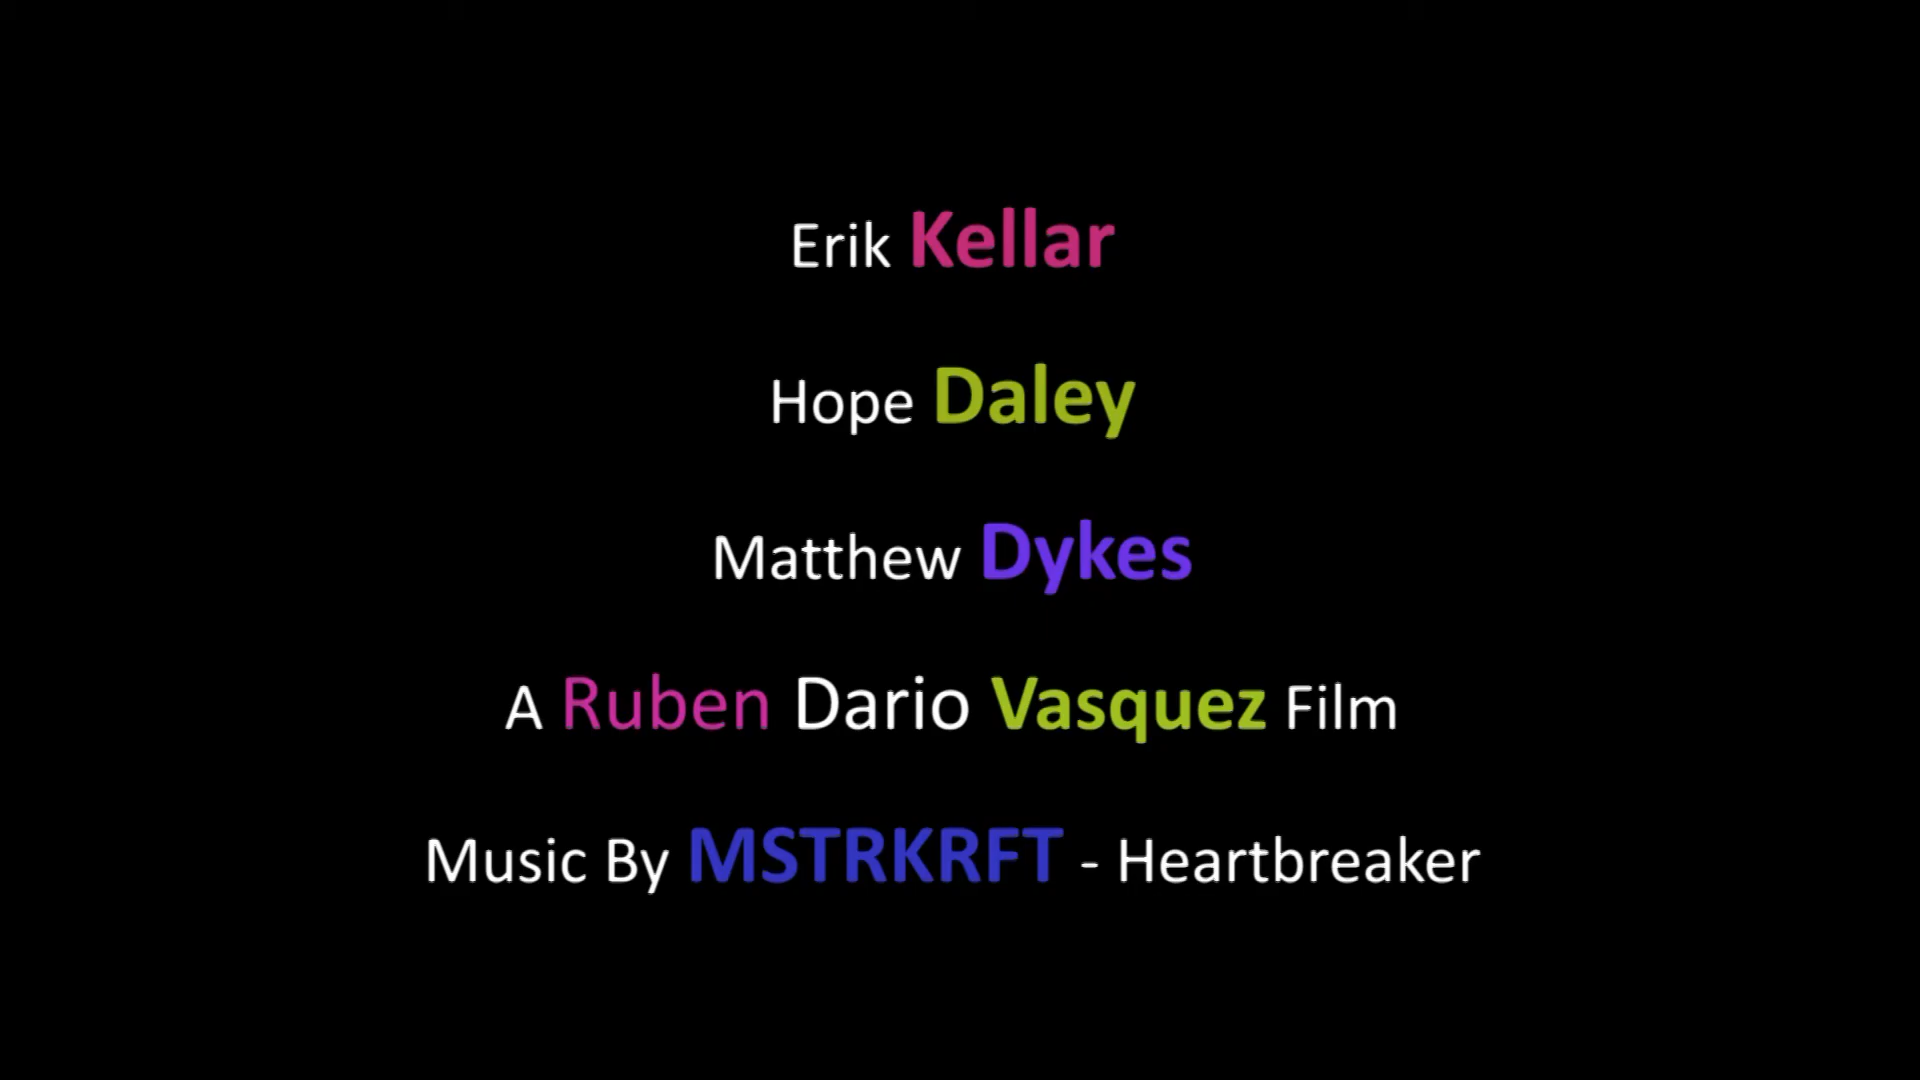 Erik Kellar
Hope Daley
Matthew Dykes
A Ruben Dario Vasquez Film
Music By MSTRKRFT - Heartbreaker